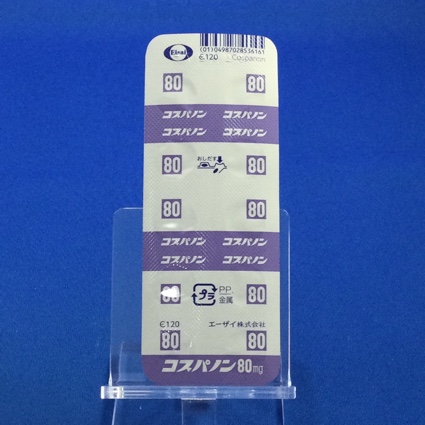 Eisai
(01)04987028536161
€120 Cospanon
80 80
コスパノン コスパノン
コスパノン コスパノン
80 おしだす 80
80 80
コスパノン コスパノン
コスパノン コスパノン
80 プラ PP, 80
金属
€120 エーザイ株式会社
80 80
コスパノン80mg